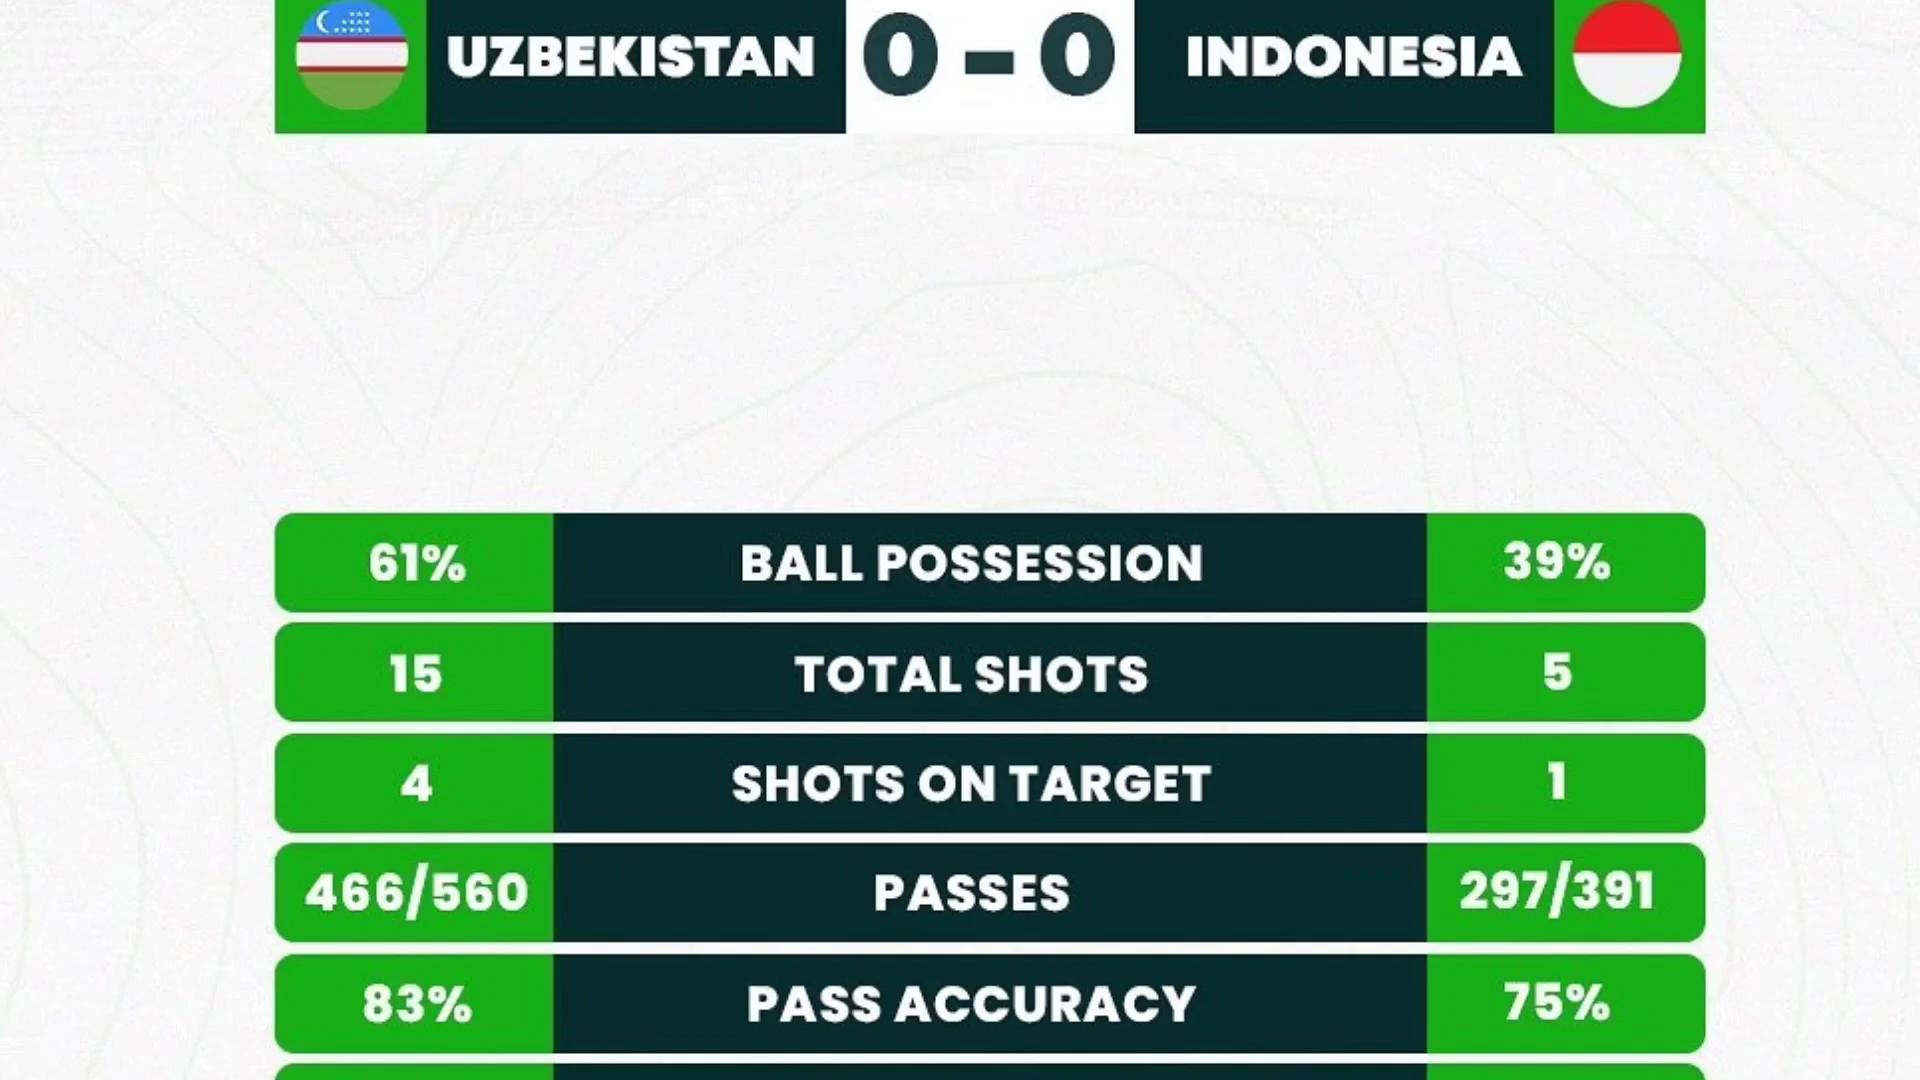 UZBEKISTAN 0 - 0 INDONESIA
61% BALL POSSESSION 39%
15 TOTAL SHOTS 5
4 SHOTS ON TARGET 1
466/560 PASSES 297/391
83% PASS ACCURACY 75%